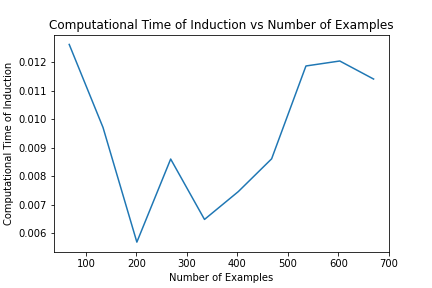 Computational Time of Induction vs Number of Examples
Computational Time of Induction
0.012
0.011
0.010
0.009
0.008
0.007
0.006
100 200 300 400 500 600 700
Number of Examples